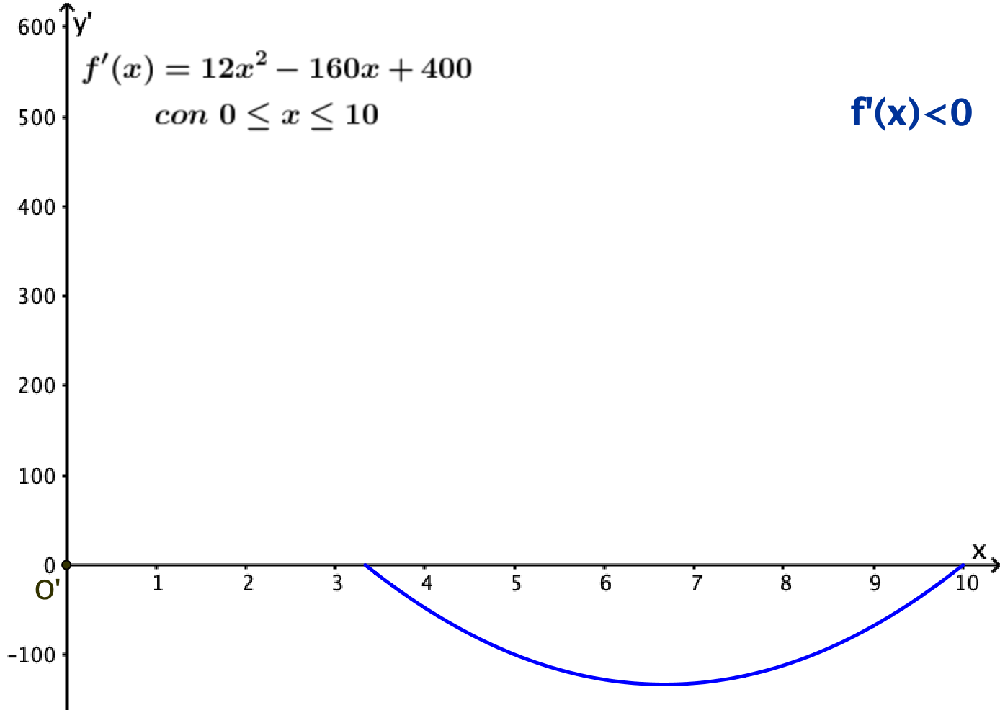 y'
600
f'(x) = 12x² − 160x + 400
con 0 ≤ x ≤ 10
f'(x)<0
500
400
300
200
100
0
x
O'
1 2 3 4 5 6 7 8 9 10
−100